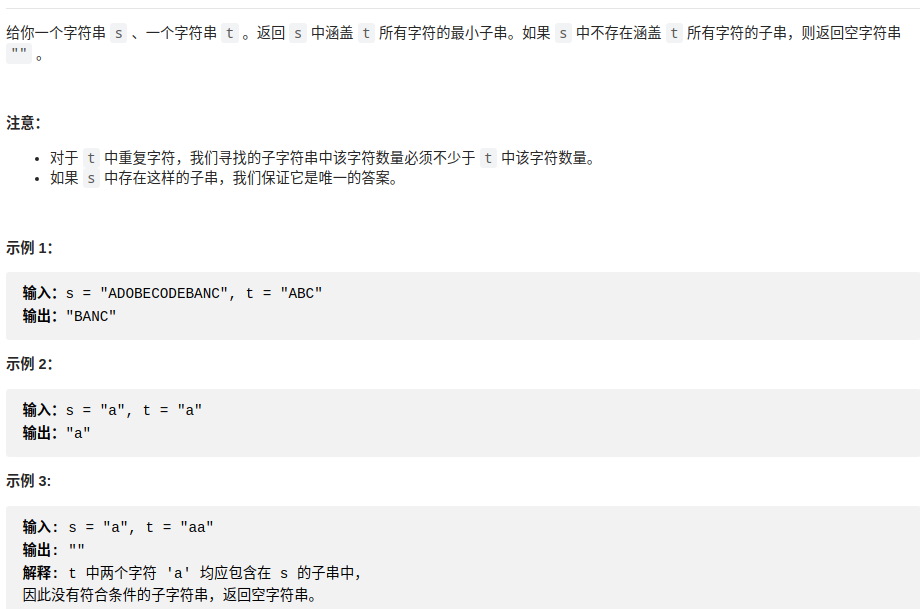 给你一个字符串 s 、一个字符串 t 。返回 s 中涵盖 t 所有字符的最小子串。如果 s 中不存在涵盖 t 所有字符的子串，则返回空字符串
"" 。
注意：
• 对于 t 中重复字符，我们寻找的子字符串中该字符数量必须不少于 t 中该字符数量。
• 如果 s 中存在这样的子串，我们保证它是唯一的答案。
示例 1：
输入：s = "ADOBECODEBANC", t = "ABC"
输出："BANC"
示例 2：
输入：s = "a", t = "a"
输出："a"
示例 3:
输入: s = "a", t = "aa"
输出: ""
解释: t 中两个字符 'a' 均应包含在 s 的子串中，
因此没有符合条件的子字符串，返回空字符串。